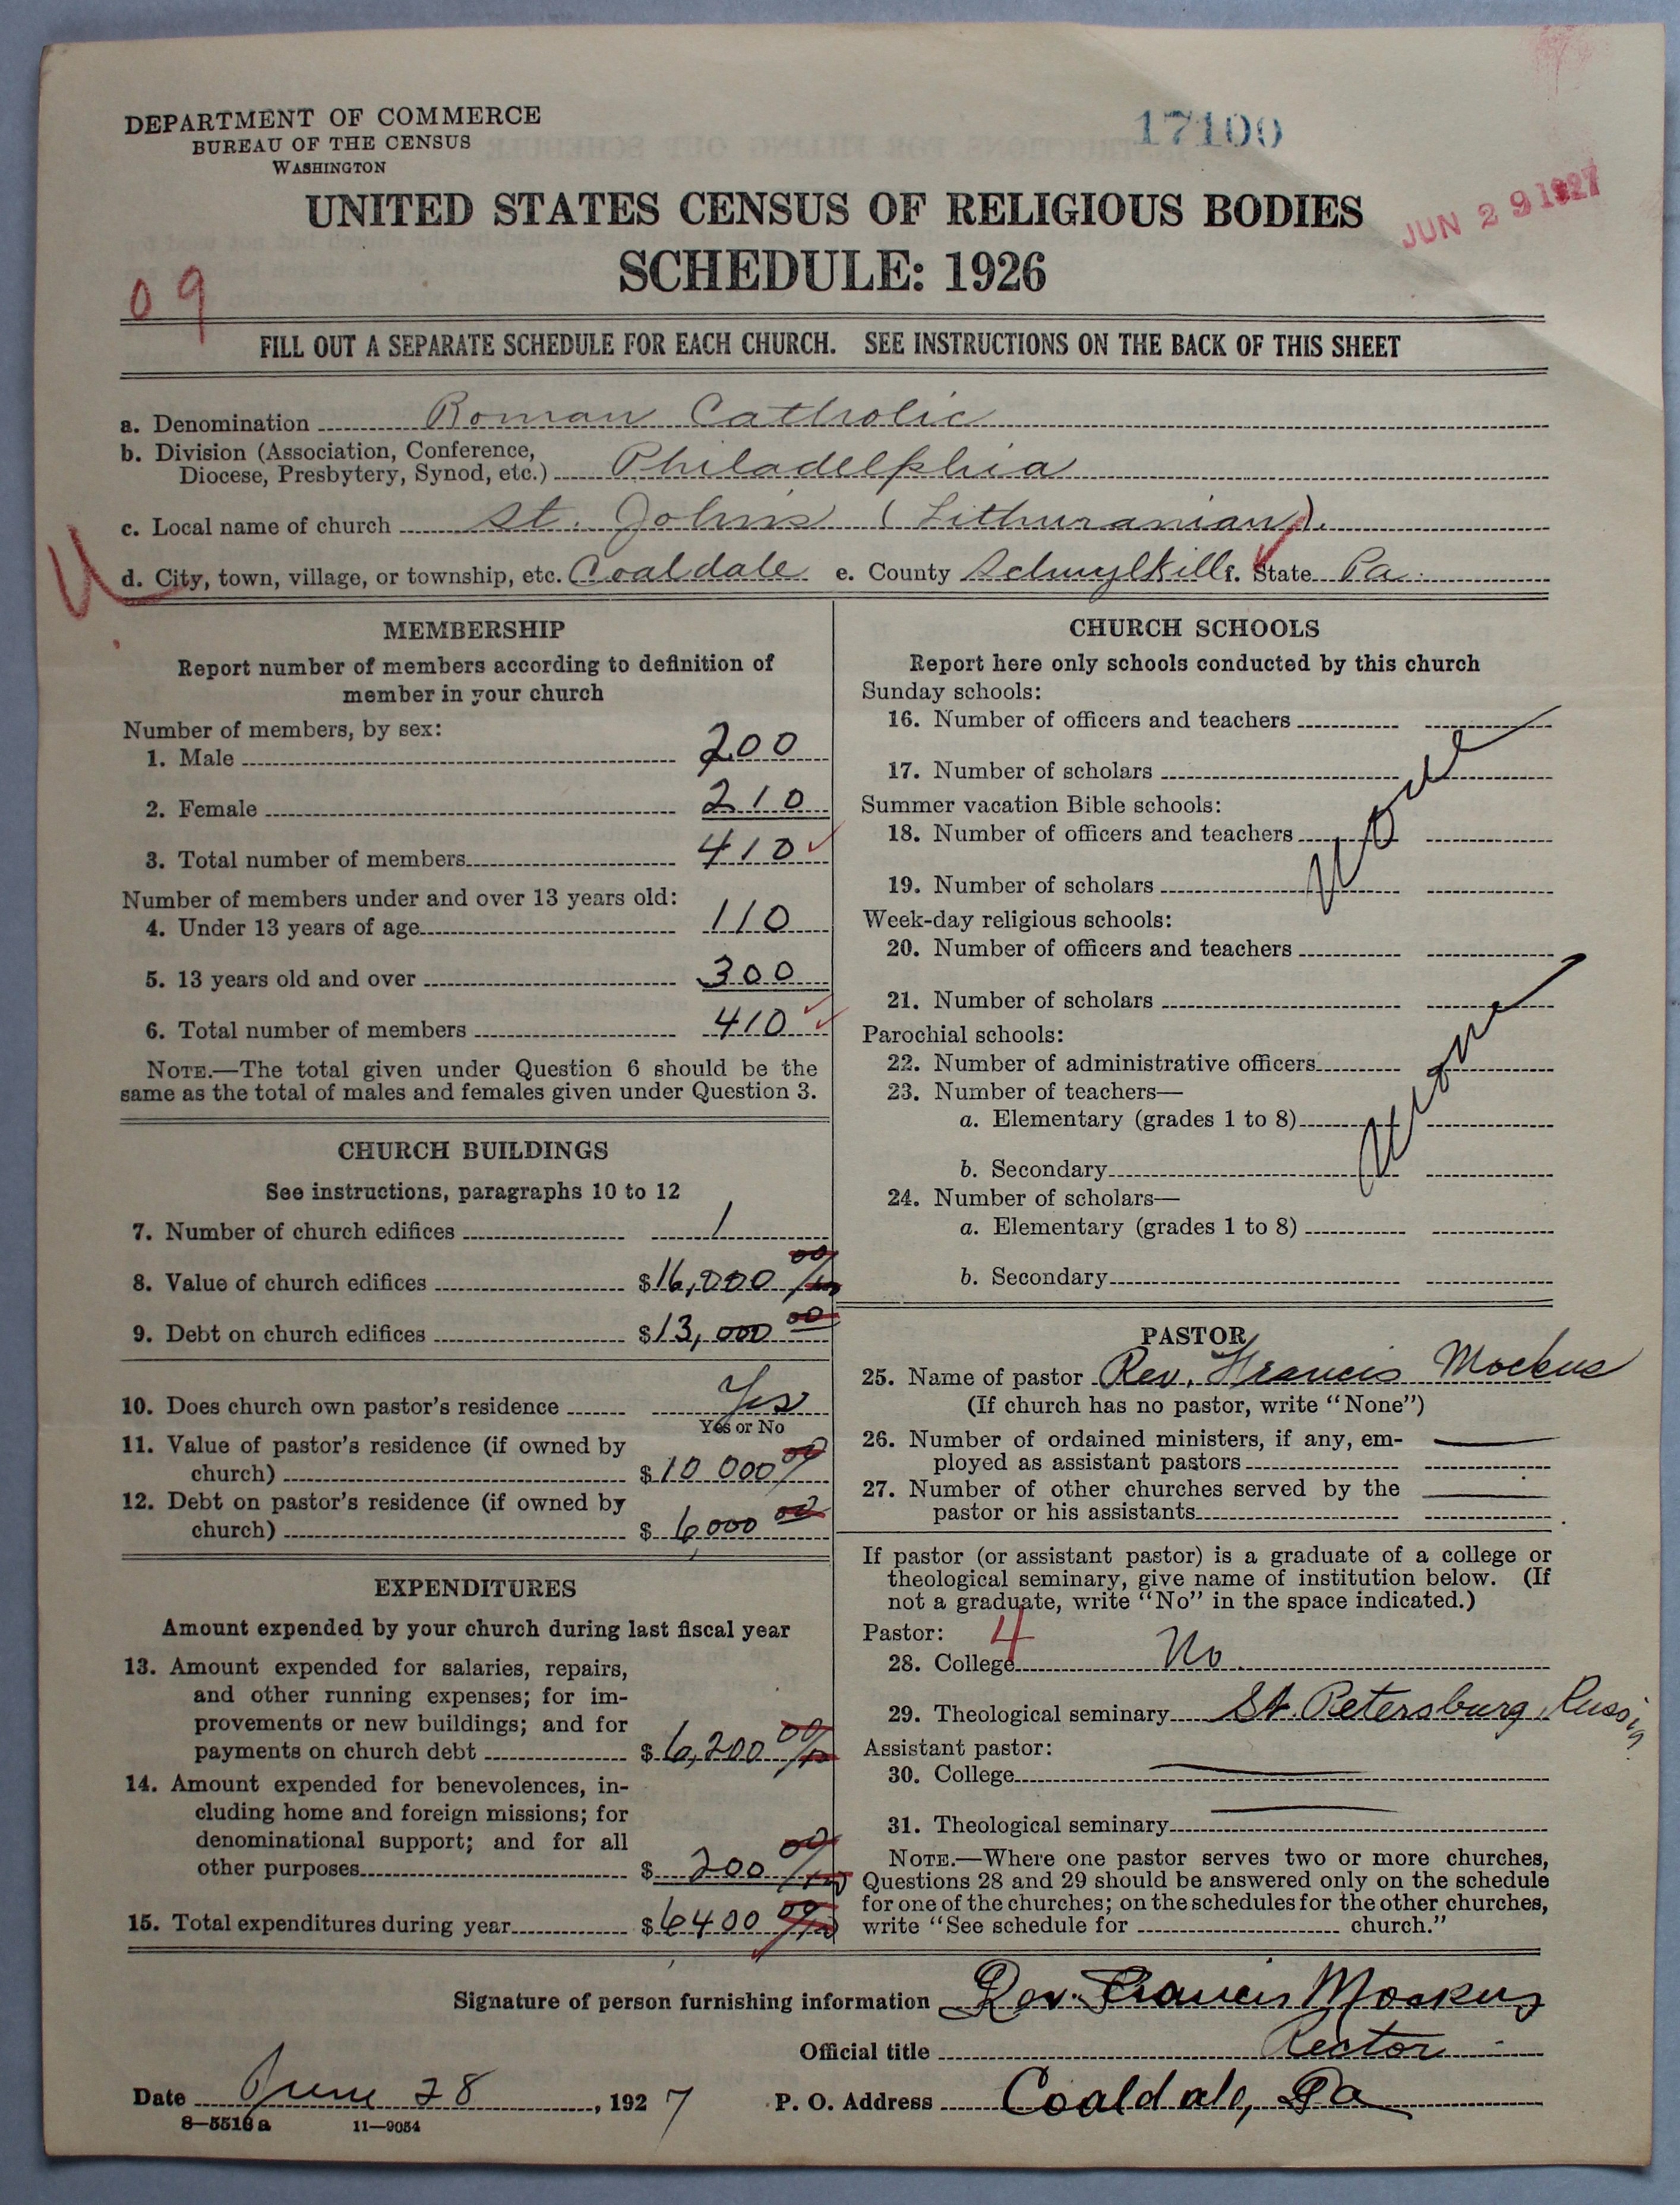 DEPARTMENT OF COMMERCE
BUREAU OF THE CENSUS
WASHINGTON
17100
UNITED STATES CENSUS OF RELIGIOUS BODIES
JUN 29 1927
SCHEDULE: 1926
09
FILL OUT A SEPARATE SCHEDULE FOR EACH CHURCH. SEE INSTRUCTIONS ON THE BACK OF THIS SHEET
a. Denomination Roman Catholic
b. Division (Association, Conference,
Diocese, Presbytery, Synod, etc.) Philadelphia
c. Local name of church St. John's (Lithuranian).
d. City, town, village, or township, etc. Coaldale e. County Schuylkill f. State Pa.
MEMBERSHIP
Report number of members according to definition of
member in your church
Number of members, by sex:
1. Male 200
2. Female 210
3. Total number of members 410
Number of members under and over 13 years old:
4. Under 13 years of age 110
5. 13 years old and over 300
6. Total number of members 410
NOTE.—The total given under Question 6 should be the
same as the total of males and females given under Question 3.
CHURCH BUILDINGS
See instructions, paragraphs 10 to 12
7. Number of church edifices 1
8. Value of church edifices $16,000 00/100
9. Debt on church edifices $13,000 00
10. Does church own pastor's residence Yes
Yes or No
11. Value of pastor's residence (if owned by
church) $10 000 00
12. Debt on pastor's residence (if owned by
church) $6,000 00
EXPENDITURES
Amount expended by your church during last fiscal year
13. Amount expended for salaries, repairs,
and other running expenses; for im-
provements or new buildings; and for
payments on church debt $6,200 00/100
14. Amount expended for benevolences, in-
cluding home and foreign missions; for
denominational support; and for all
other purposes $200 00/100
15. Total expenditures during year $6400 00/100
CHURCH SCHOOLS
Report here only schools conducted by this church
Sunday schools:
16. Number of officers and teachers
17. Number of scholars
None
Summer vacation Bible schools:
18. Number of officers and teachers
19. Number of scholars
Week-day religious schools:
20. Number of officers and teachers
21. Number of scholars
None
Parochial schools:
22. Number of administrative officers
23. Number of teachers—
a. Elementary (grades 1 to 8)
b. Secondary
24. Number of scholars—
a. Elementary (grades 1 to 8)
b. Secondary
PASTOR
25. Name of pastor Rev. Francis Mockus
(If church has no pastor, write "None")
26. Number of ordained ministers, if any, em-
ployed as assistant pastors
27. Number of other churches served by the
pastor or his assistants
If pastor (or assistant pastor) is a graduate of a college or
theological seminary, give name of institution below. (If
not a graduate, write "No" in the space indicated.)
Pastor: 4
28. College No
29. Theological seminary St. Petersburg, Russia.
Assistant pastor:
30. College
31. Theological seminary
NOTE.—Where one pastor serves two or more churches,
Questions 28 and 29 should be answered only on the schedule
for one of the churches; on the schedules for the other churches,
write "See schedule for church."
Signature of person furnishing information Rev. Francis Mockus
Official title Rector
Date June 28, 1927 P. O. Address Coaldale, Pa
8—5516a 11—9054